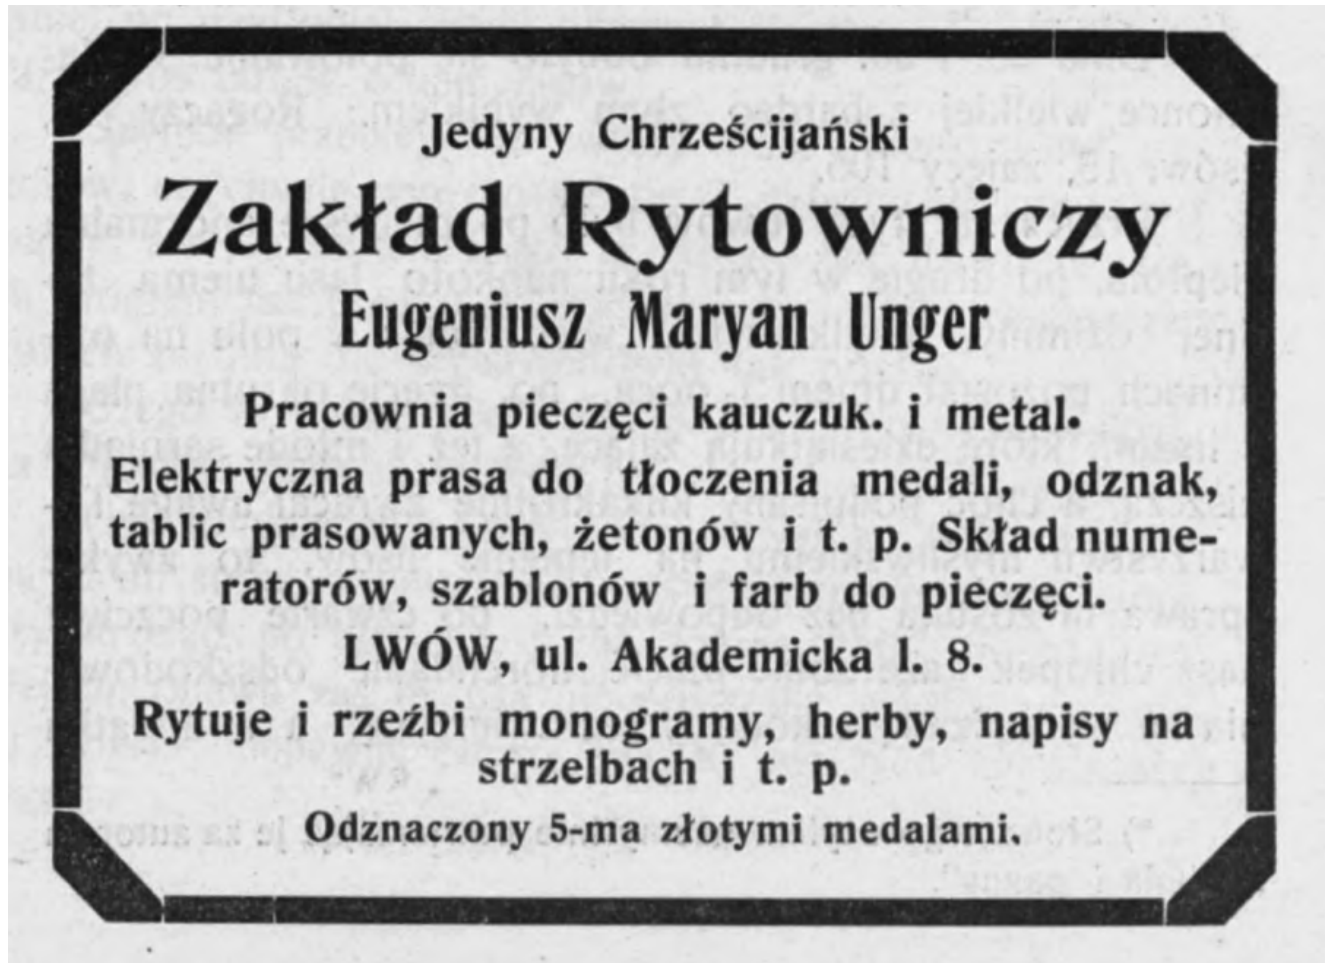 Jedyny Chrześcijański
Zakład Rytowniczy
Eugeniusz Maryan Unger
Pracownia pieczęci kauczuk. i metal.
Elektryczna prasa do tłoczenia medali, odznak,
tablic prasowanych, żetonów i t. p. Skład nume-
ratorów, szablonów i farb do pieczęci.
LWÓW, ul. Akademicka l. 8.
Rytuje i rzeźbi monogramy, herby, napisy na
strzelbach i t. p.
Odznaczony 5-ma złotymi medalami.